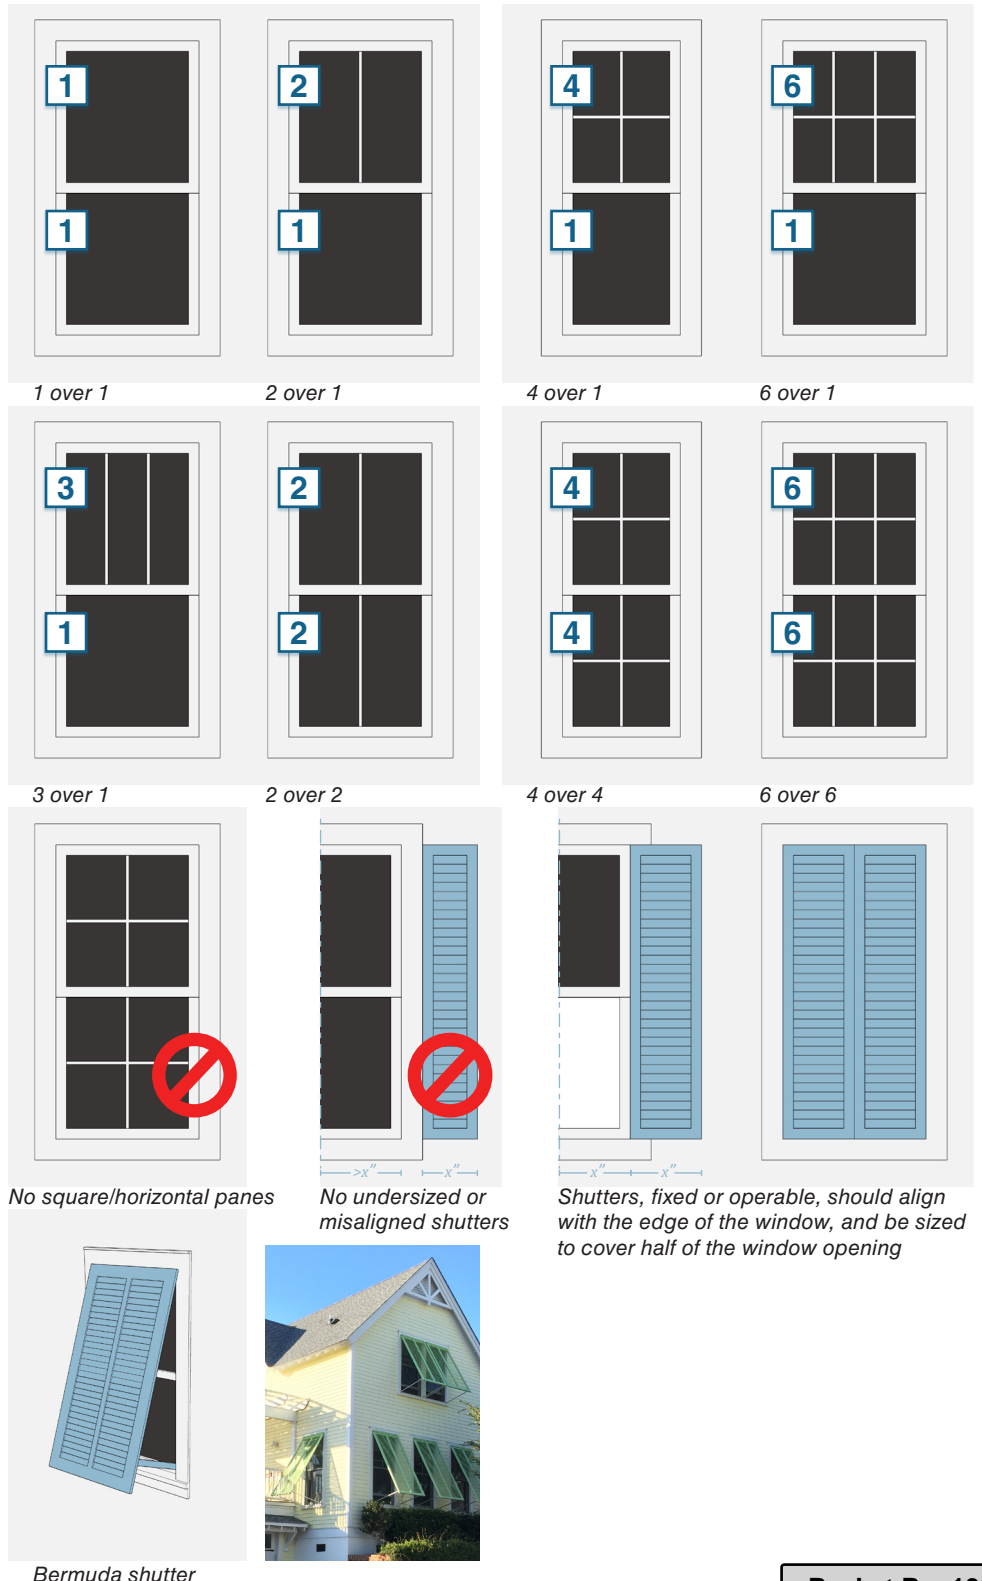 1
2
4
6
1
1
1
1
1 over 1
2 over 1
4 over 1
6 over 1
3
2
4
6
1
2
4
6
3 over 1
2 over 2
4 over 4
6 over 6
>x"
x"
x"
x"
No square/horizontal panes
No undersized or
misaligned shutters
Shutters, fixed or operable, should align
with the edge of the window, and be sized
to cover half of the window opening
Bermuda shutter